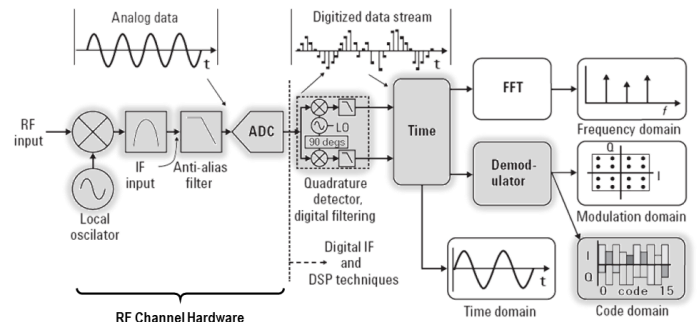 Analog data
t
Digitized data stream
t
RF
input
IF
input
Anti-alias
filter
ADC
Local
oscilator
LO
90 degs
Quadrature
detector,
digital filtering
Time
FFT
f
Frequency domain
Demod-
ulator
Q
I
Modulation domain
Digital IF
and
DSP techniques
t
Time domain
I
Q
0 code 15
Code domain
RF Channel Hardware